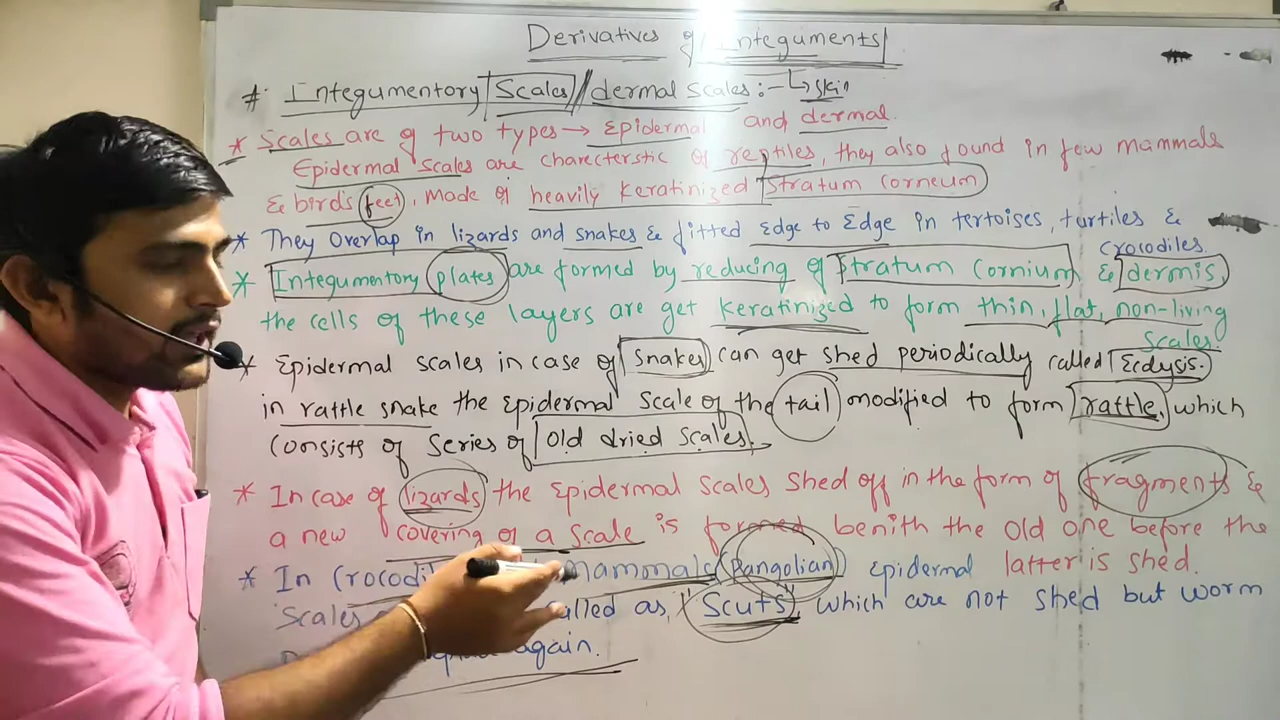 Derivatives of Integuments
#. Integumentory Scales // dermal scales :- ↳ skin
* Scales are of two types → Epidermal and dermal.
Epidermal Scales are charecterstic of reptiles, they also found in few mammals
& bird's feet, Made of heavily keratinized Stratum Corneum
* They Overlap in lizards and snakes & fitted Edge to Edge in tertoises, turtiles &
crocodiles.
* Integumentory plates are formed by reducing of Stratum Cornium & dermis,
the cells of these layers are get keratinized to form thin, flat, non-living
scales
* Epidermal scales in case of snakes can get shed periodically called Ecdysis.
in rattle snake the Epidermal Scale of the tail modified to form rattle, which
Consists of Series of Old dried Scales.
* In case of lizards the Epidermal scales shed off in the form of fragments &
a new covering of a Scale is formed benith the old one before the
* In Crocodi mammals (Pangolian) Epidermal latter is shed.
Scales alled as, Scuts, which are not shed but worm
again.